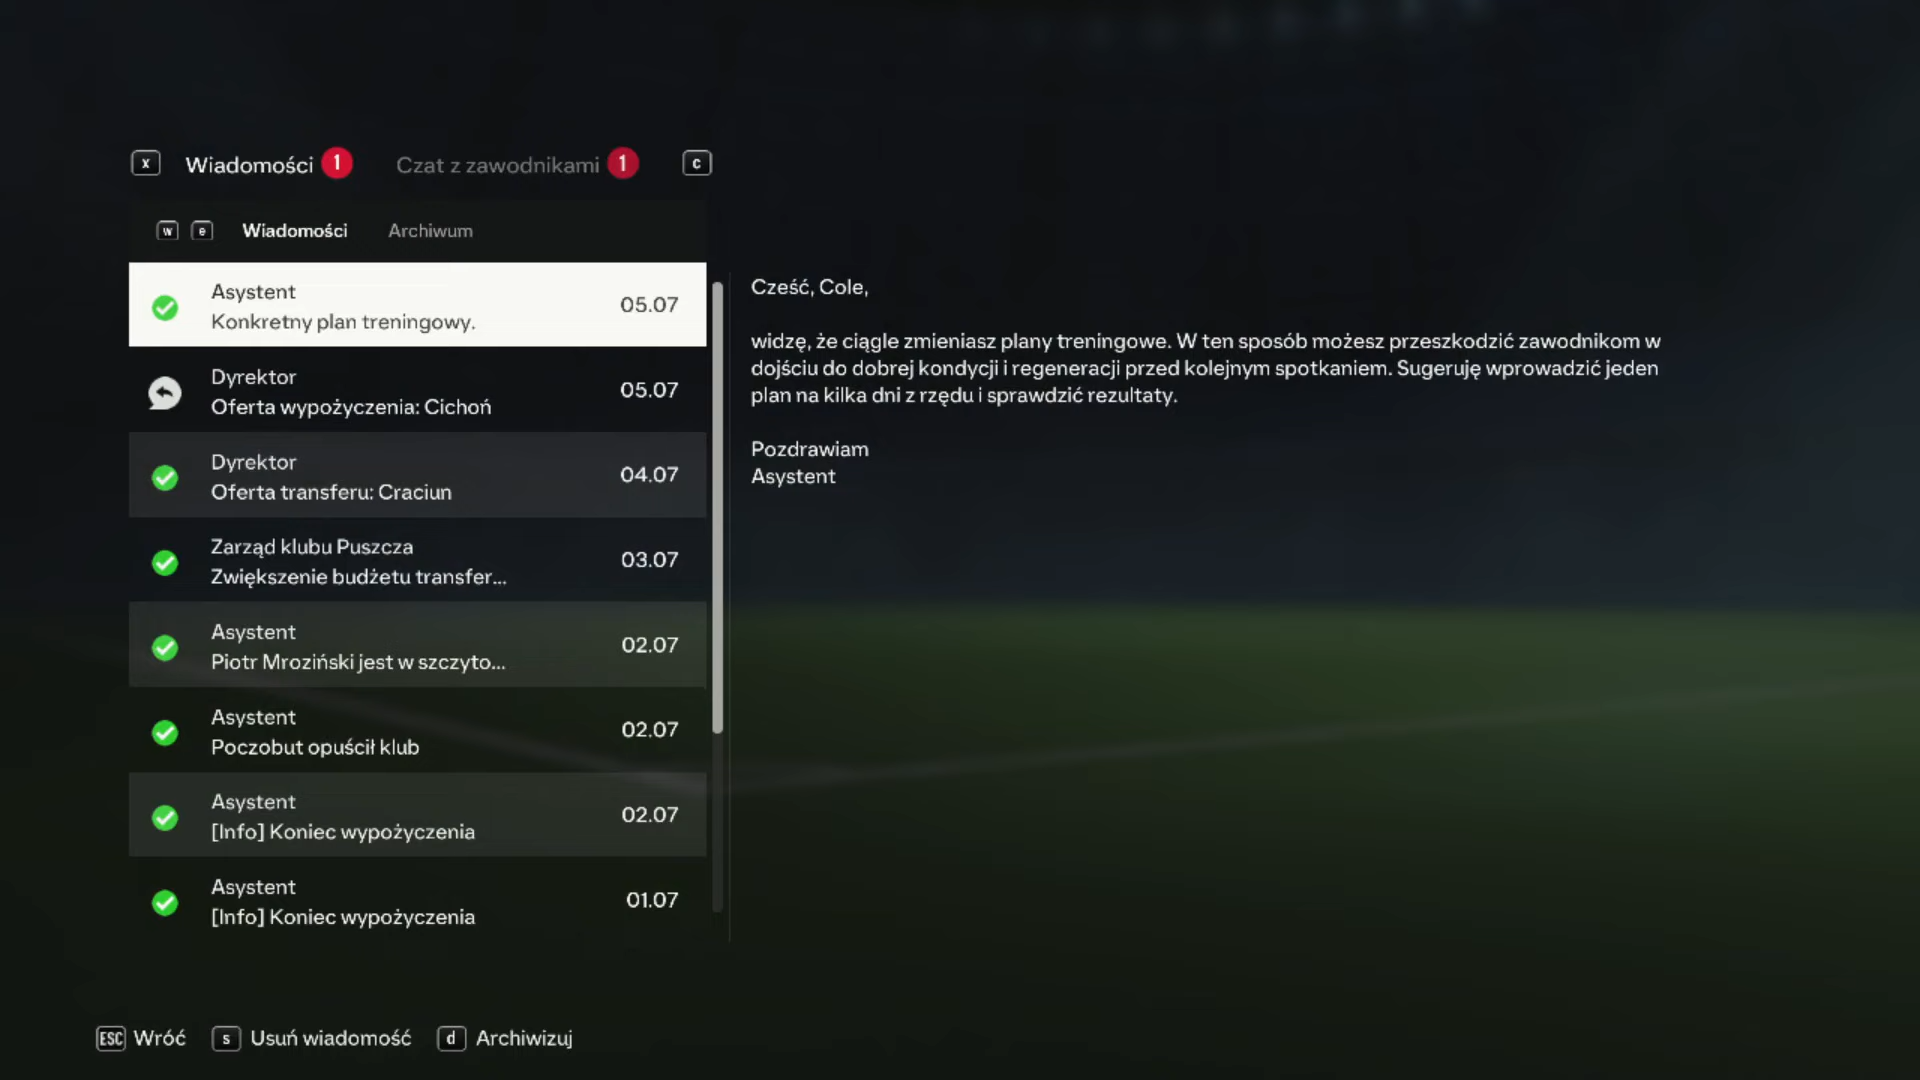 x Wiadomości 1 Czat z zawodnikami 1 c
w e Wiadomości Archiwum
Asystent
Konkretny plan treningowy.
05.07
Dyrektor
Oferta wypożyczenia: Cichoń
05.07
Dyrektor
Oferta transferu: Craciun
04.07
Zarząd klubu Puszcza
Zwiększenie budżetu transfer...
03.07
Asystent
Piotr Mroziński jest w szczyto...
02.07
Asystent
Poczobut opuścił klub
02.07
Asystent
[Info] Koniec wypożyczenia
02.07
Asystent
[Info] Koniec wypożyczenia
01.07
Cześć, Cole,
widzę, że ciągle zmieniasz plany treningowe. W ten sposób możesz przeszkodzić zawodnikom w
dojściu do dobrej kondycji i regeneracji przed kolejnym spotkaniem. Sugeruję wprowadzić jeden
plan na kilka dni z rzędu i sprawdzić rezultaty.
Pozdrawiam
Asystent
ESC Wróć s Usuń wiadomość d Archiwizuj